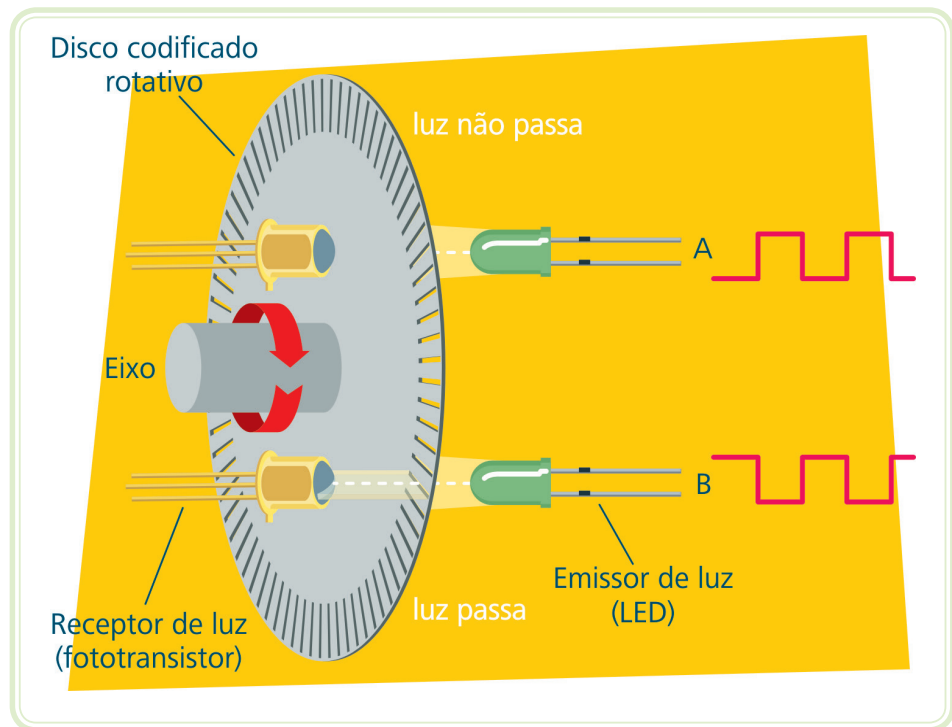 Disco codificado
rotativo
luz não passa
A
Eixo
B
Emissor de luz
(LED)
luz passa
Receptor de luz
(fototransistor)